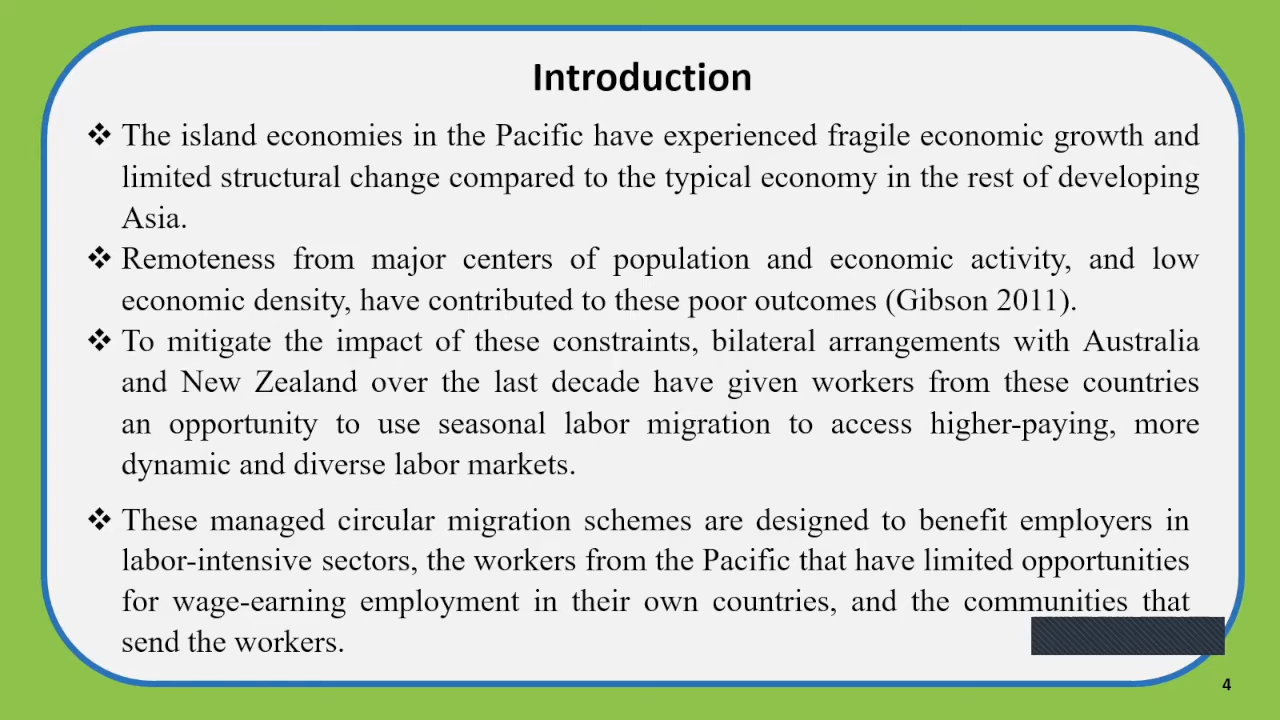 Introduction
❖ The island economies in the Pacific have experienced fragile economic growth and
limited structural change compared to the typical economy in the rest of developing
Asia.
❖ Remoteness from major centers of population and economic activity, and low
economic density, have contributed to these poor outcomes (Gibson 2011).
❖ To mitigate the impact of these constraints, bilateral arrangements with Australia
and New Zealand over the last decade have given workers from these countries
an opportunity to use seasonal labor migration to access higher-paying, more
dynamic and diverse labor markets.
❖ These managed circular migration schemes are designed to benefit employers in
labor-intensive sectors, the workers from the Pacific that have limited opportunities
for wage-earning employment in their own countries, and the communities that
send the workers.
4